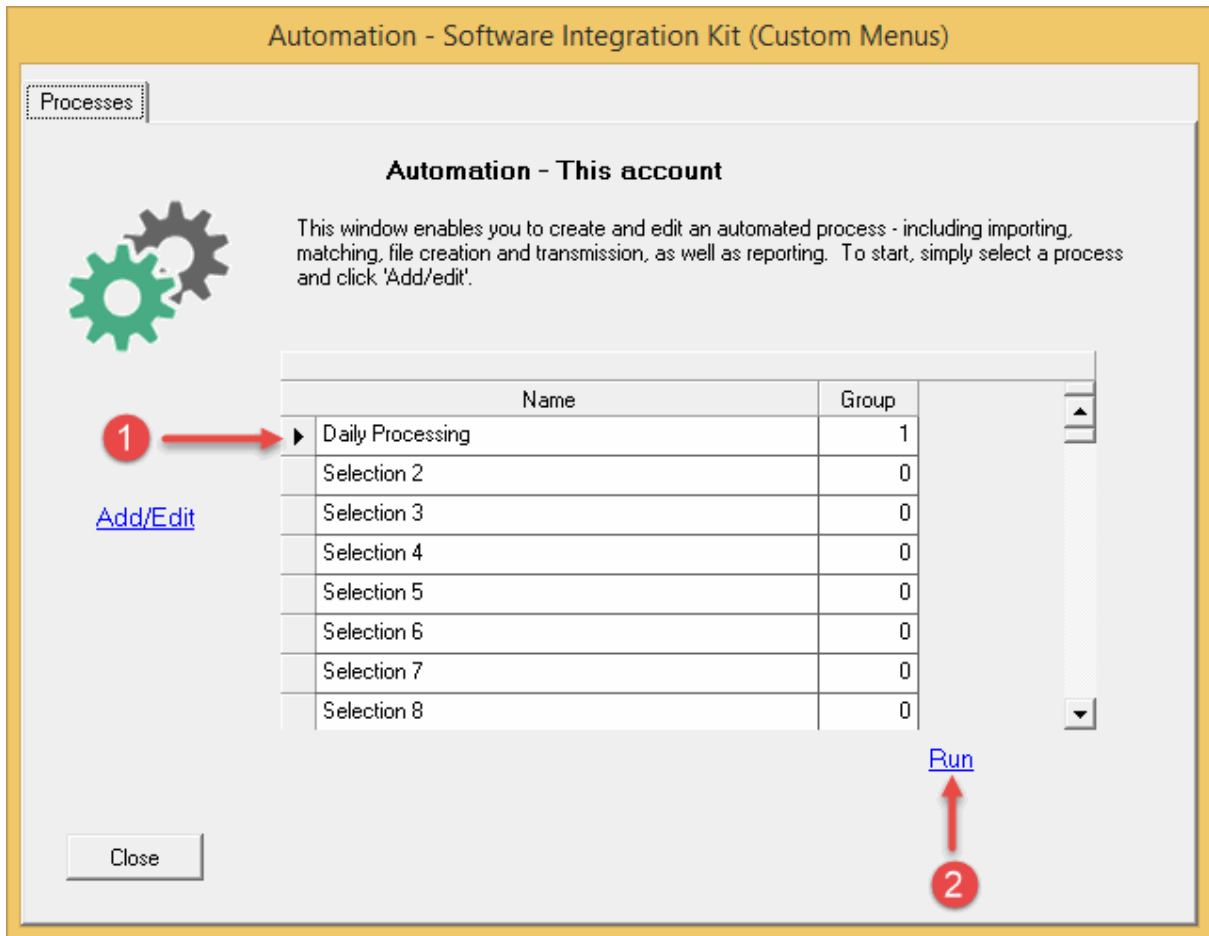 Automation - Software Integration Kit (Custom Menus)
Processes
Automation - This account
This window enables you to create and edit an automated process - including importing,
matching, file creation and transmission, as well as reporting. To start, simply select a process
and click 'Add/edit'.
Name Group
1 Daily Processing 1
Selection 2 0
Add/Edit Selection 3 0
Selection 4 0
Selection 5 0
Selection 6 0
Selection 7 0
Selection 8 0
Run
Close
2